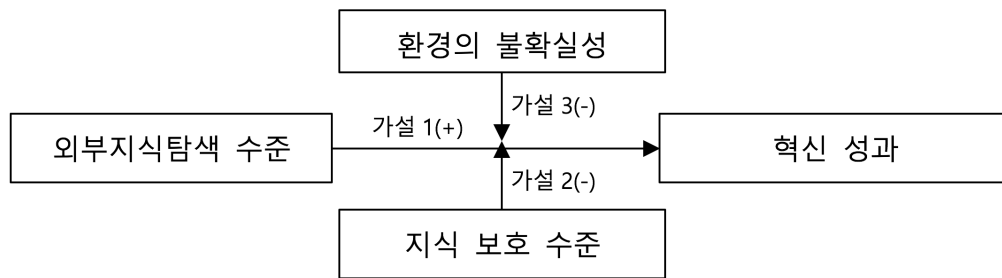 환경의 불확실성
가설 3(-)
가설 1(+)
외부지식탐색 수준
혁신 성과
가설 2(-)
지식 보호 수준